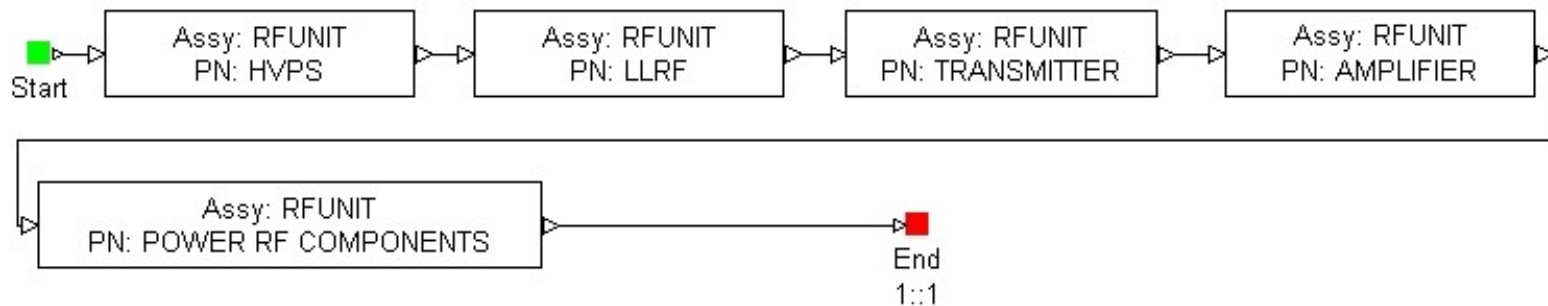 Assy: RFUNIT
PN: HVPS
Assy: RFUNIT
PN: LLRF
Assy: RFUNIT
PN: TRANSMITTER
Assy: RFUNIT
PN: AMPLIFIER
Start
Assy: RFUNIT
PN: POWER RF COMPONENTS
End
1::1